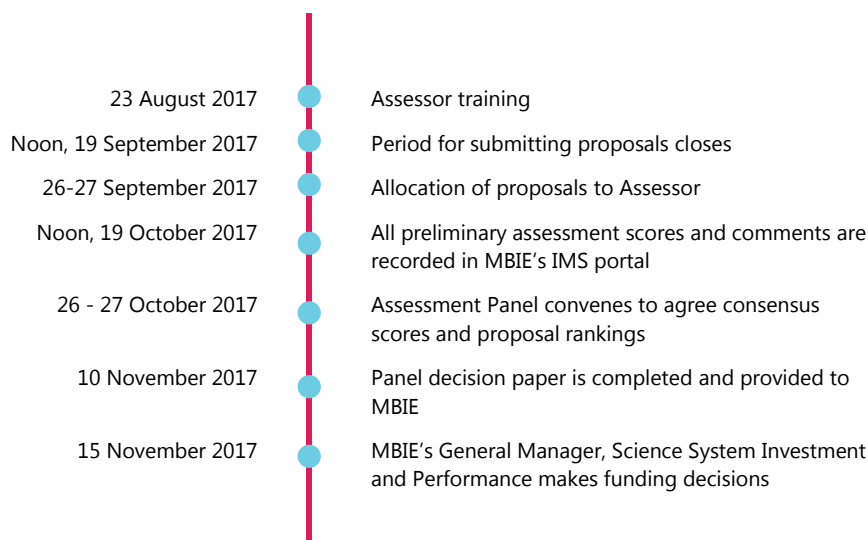 23 August 2017 Assessor training
Noon, 19 September 2017 Period for submitting proposals closes
26-27 September 2017 Allocation of proposals to Assessor
Noon, 19 October 2017 All preliminary assessment scores and comments are
recorded in MBIE’s IMS portal
26 - 27 October 2017 Assessment Panel convenes to agree consensus
scores and proposal rankings
10 November 2017 Panel decision paper is completed and provided to
MBIE
15 November 2017 MBIE’s General Manager, Science System Investment
and Performance makes funding decisions